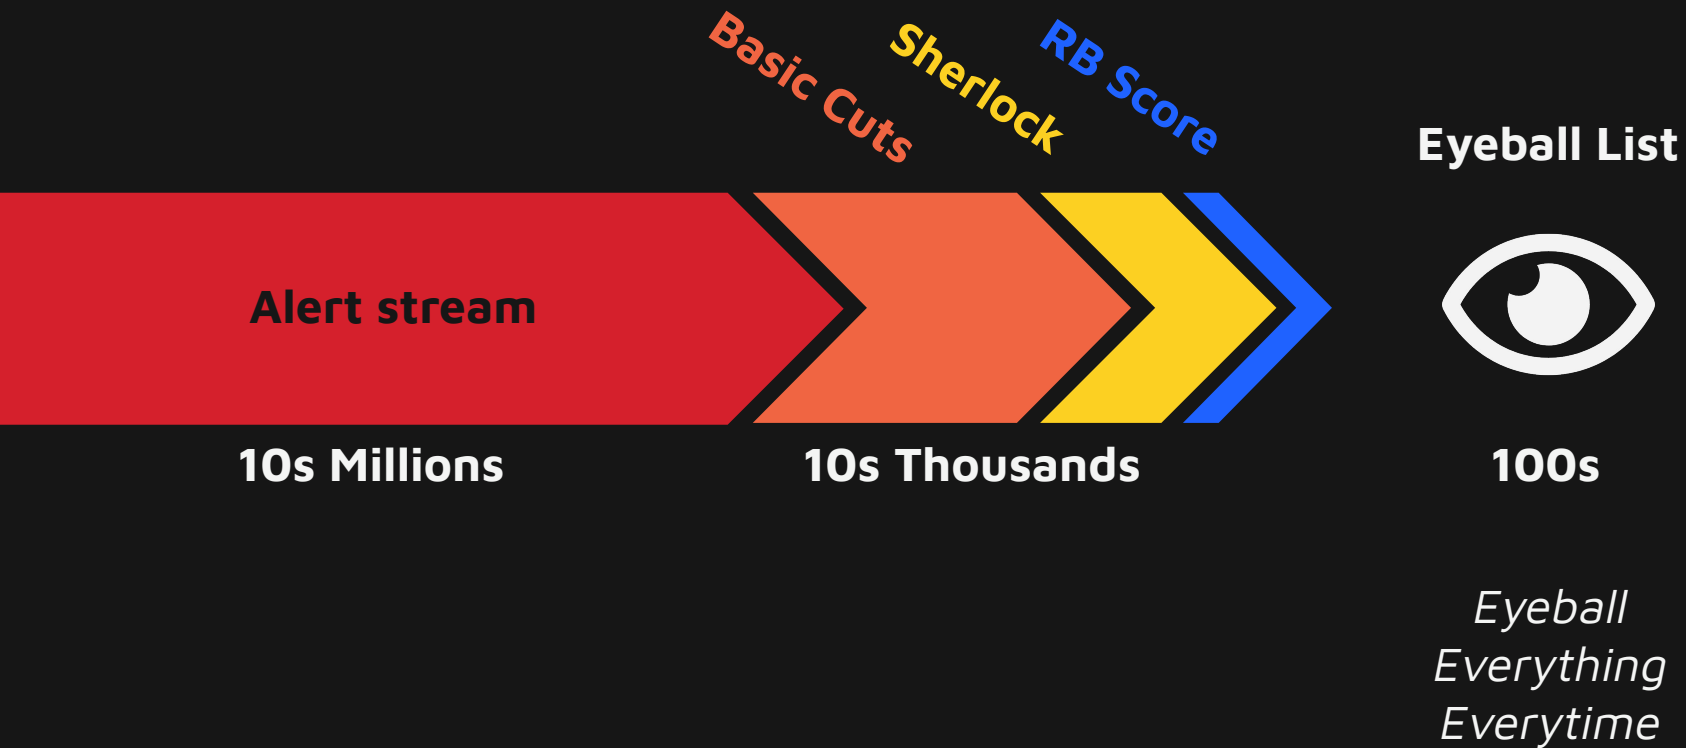 Basic Cuts
Sherlock
RB Score
Eyeball List
Alert stream
10s Millions
10s Thousands
100s
Eyeball
Everything
Everytime